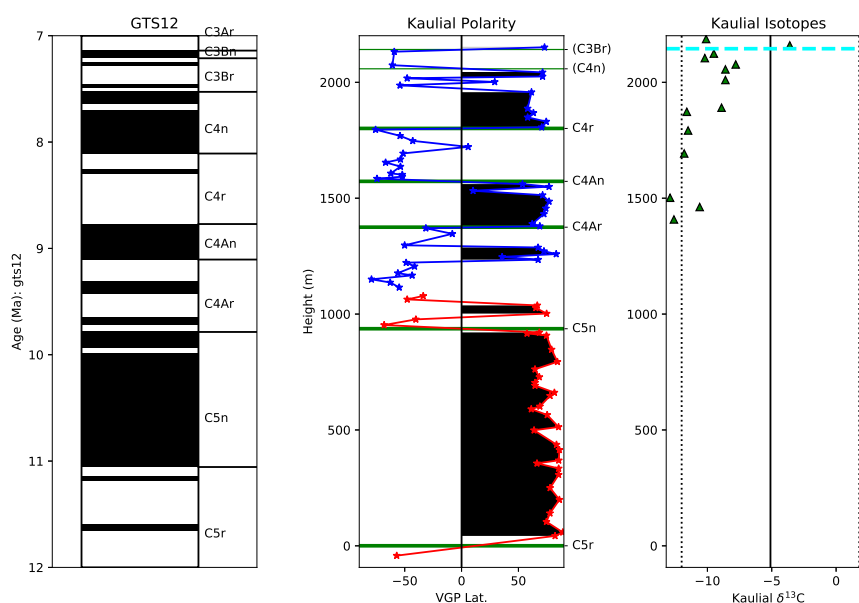 GTS12
Kaulial Polarity
Kaulial Isotopes
7
8
9
10
11
12
Age (Ma): gts12
C3Ar
C3Bn
C3Br
C4n
C4r
C4An
C4Ar
C5n
C5r
Height (m)
2000
1500
1000
500
0
(C3Br)
(C4n)
C4r
C4An
C4Ar
C5n
C5r
−50
0
50
VGP Lat.
2000
1500
1000
500
0
−10
−5
0
Kaulial δ¹³C